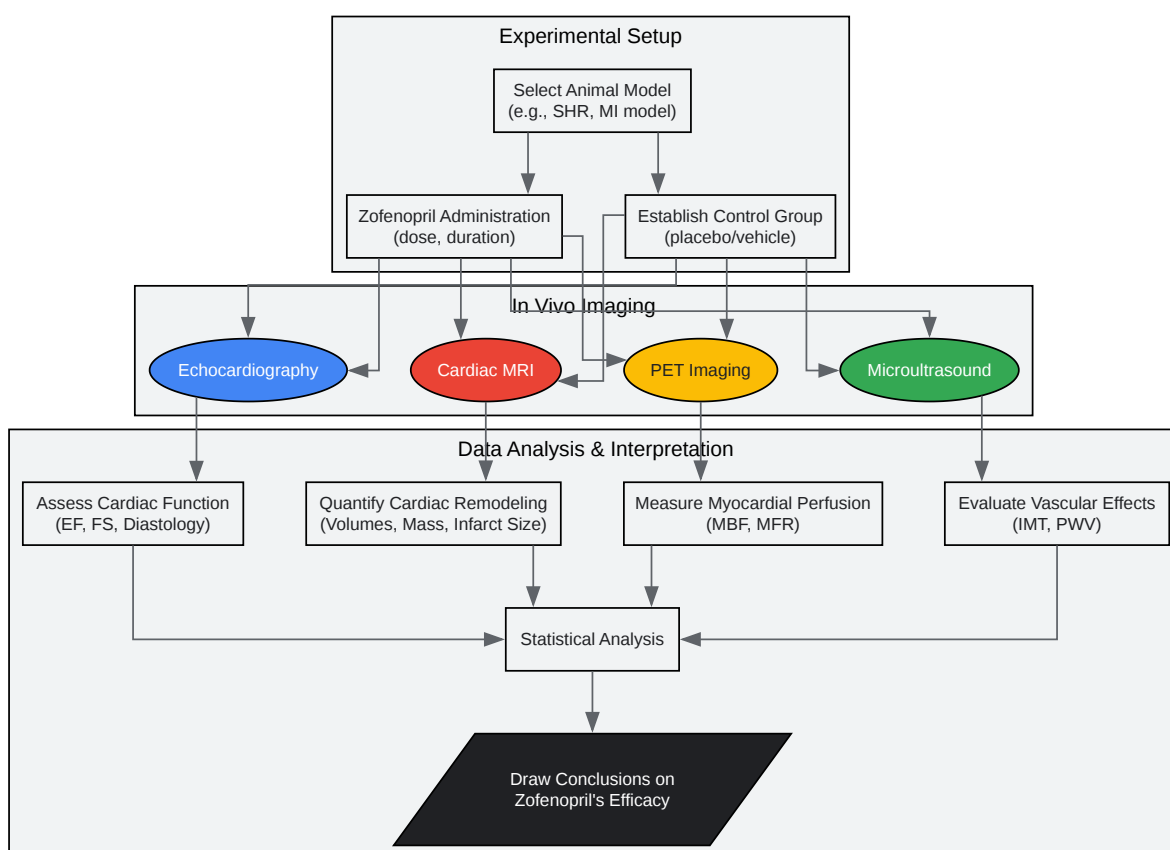 Experimental Setup
Select Animal Model
(e.g., SHR, MI model)
Zofenopril Administration
(dose, duration)
Establish Control Group
(placebo/vehicle)
In Vivo Imaging
Echocardiography
Cardiac MRI
PET Imaging
Microultrasound
Data Analysis & Interpretation
Assess Cardiac Function
(EF, FS, Diastology)
Quantify Cardiac Remodeling
(Volumes, Mass, Infarct Size)
Measure Myocardial Perfusion
(MBF, MFR)
Evaluate Vascular Effects
(IMT, PWV)
Statistical Analysis
Draw Conclusions on
Zofenopril's Efficacy